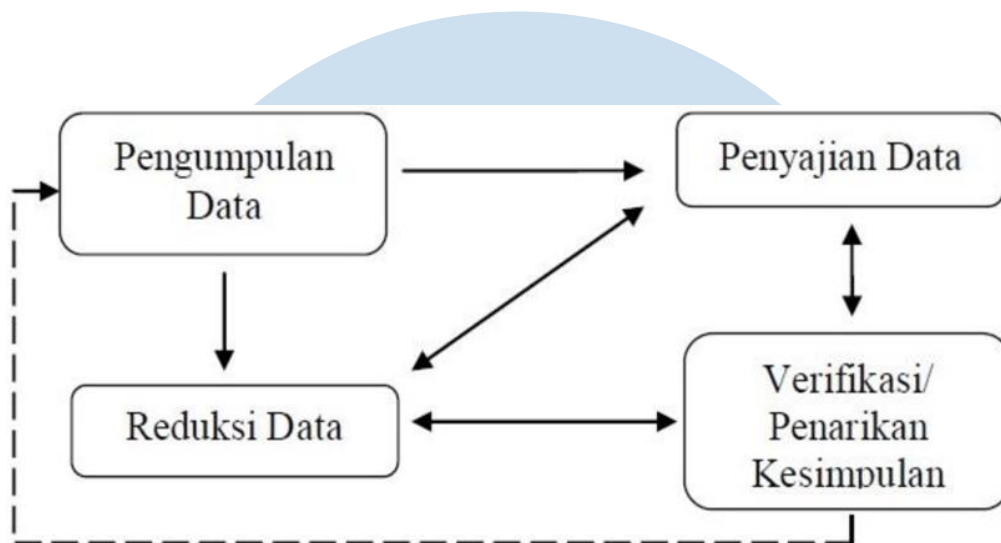 Pengumpulan
Data
Penyajian Data
Reduksi Data
Verifikasi/
Penarikan
Kesimpulan